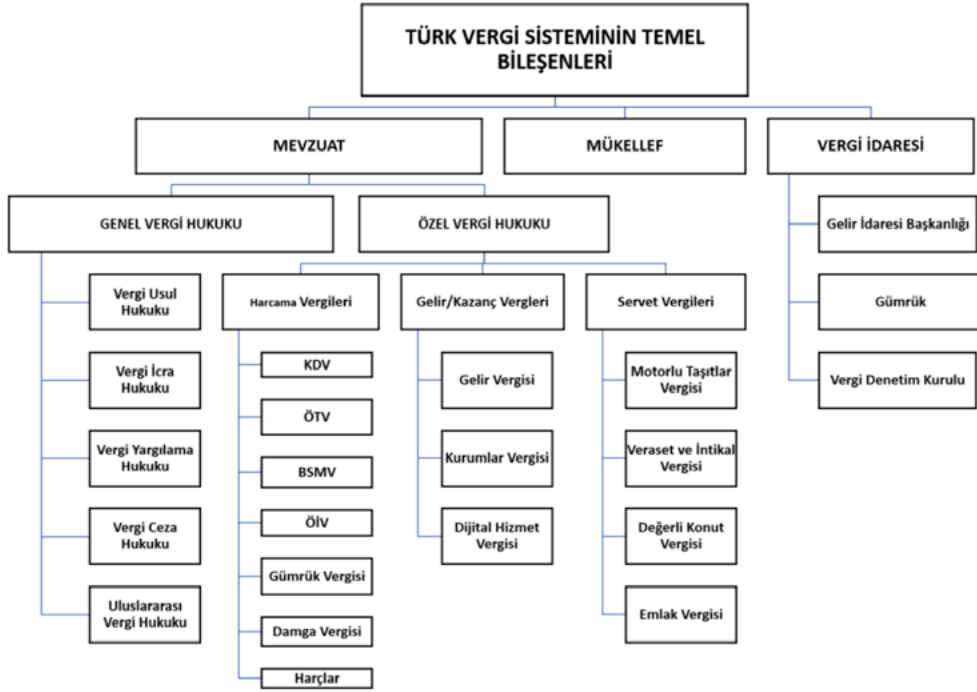 TÜRK VERGİ SİSTEMİNİN TEMEL
BİLEŞENLERİ
MEVZUAT
MÜKELLEF
VERGİ İDARESİ
GENEL VERGİ HUKUKU
ÖZEL VERGİ HUKUKU
Vergi Usul
Hukuku
Vergi İcra
Hukuku
Vergi Yargılama
Hukuku
Vergi Ceza
Hukuku
Uluslararası
Vergi Hukuku
Harcama Vergileri
KDV
ÖTV
BSMV
ÖİV
Gümrük Vergisi
Damga Vergisi
Harçlar
Gelir/Kazanç Vergleri
Gelir Vergisi
Kurumlar Vergisi
Dijital Hizmet
Vergisi
Servet Vergileri
Motorlu Taşıtlar
Vergisi
Veraset ve İntikal
Vergisi
Değerli Konut
Vergisi
Emlak Vergisi
Gelir İdaresi Başkanlığı
Gümrük
Vergi Denetim Kurulu